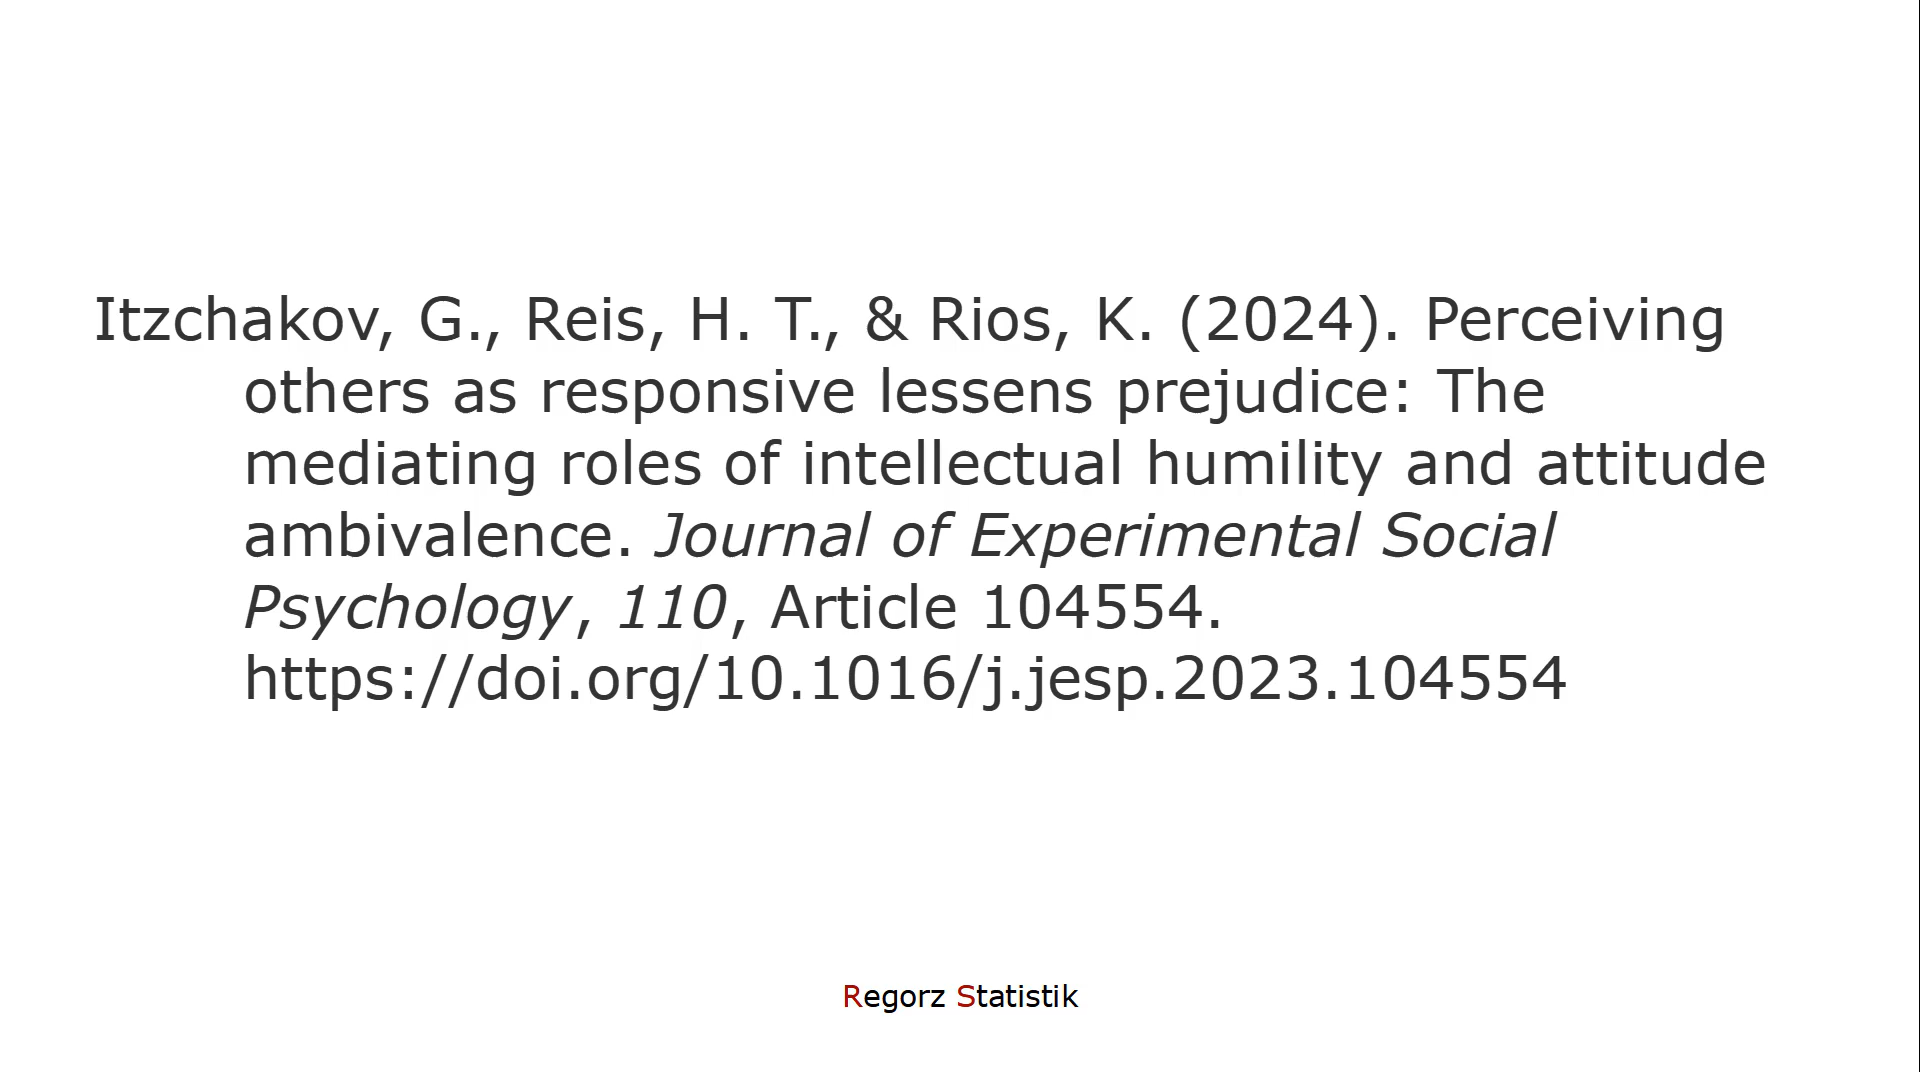 Itzchakov, G., Reis, H. T., & Rios, K. (2024). Perceiving
others as responsive lessens prejudice: The
mediating roles of intellectual humility and attitude
ambivalence. Journal of Experimental Social
Psychology, 110, Article 104554.
https://doi.org/10.1016/j.jesp.2023.104554
Regorz Statistik